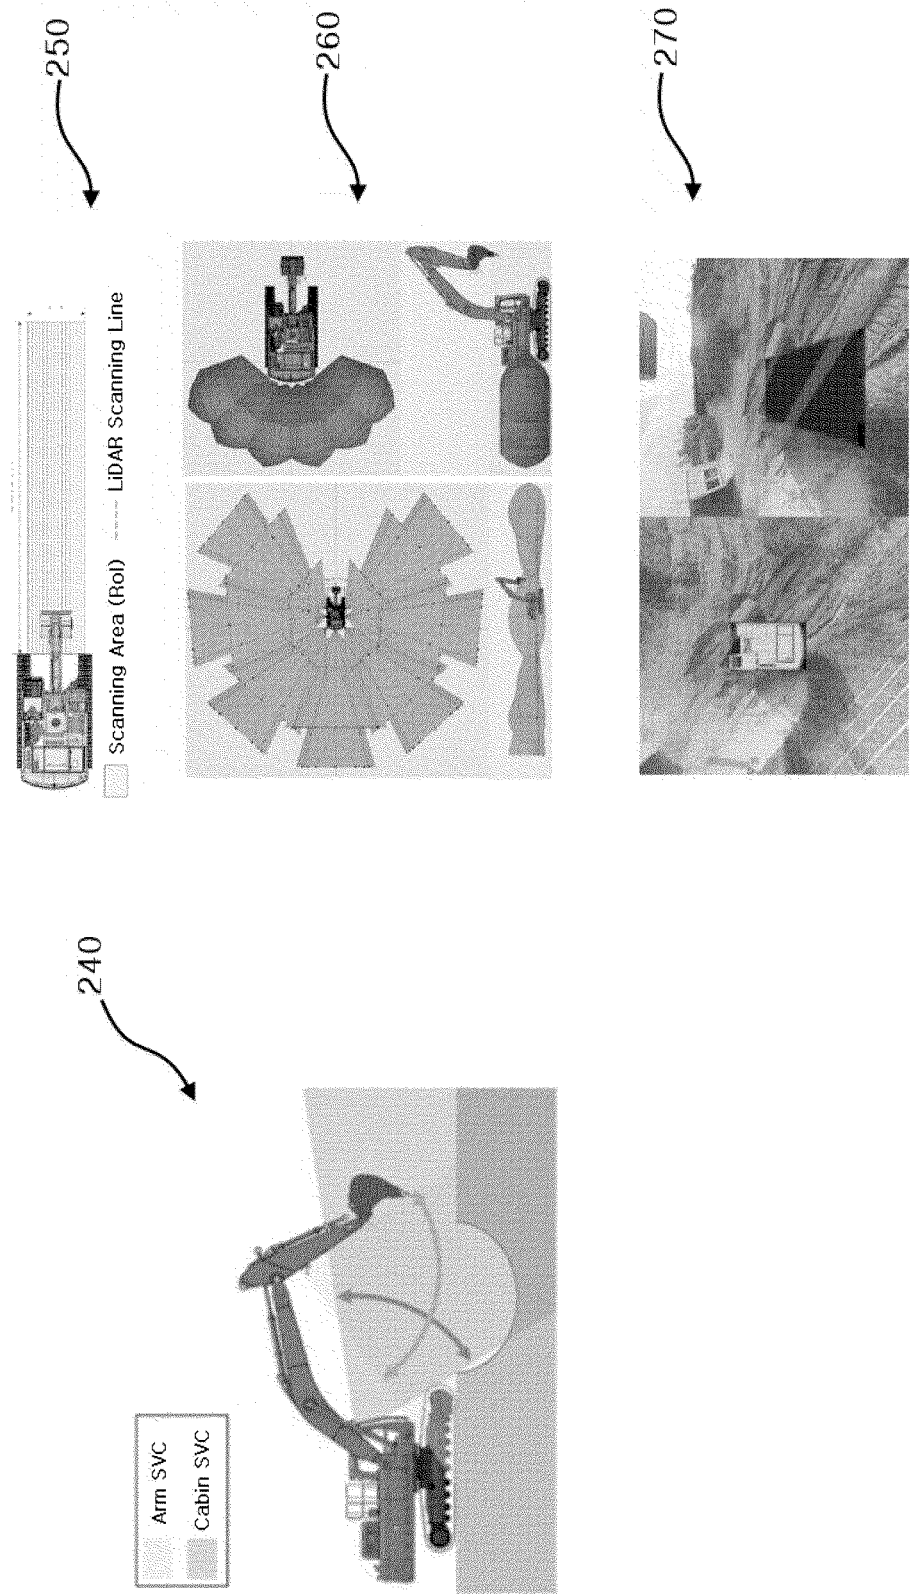 240
Arm SVC
Cabin SVC
250
Scanning Area (RoI) LiDAR Scanning Line
260
270